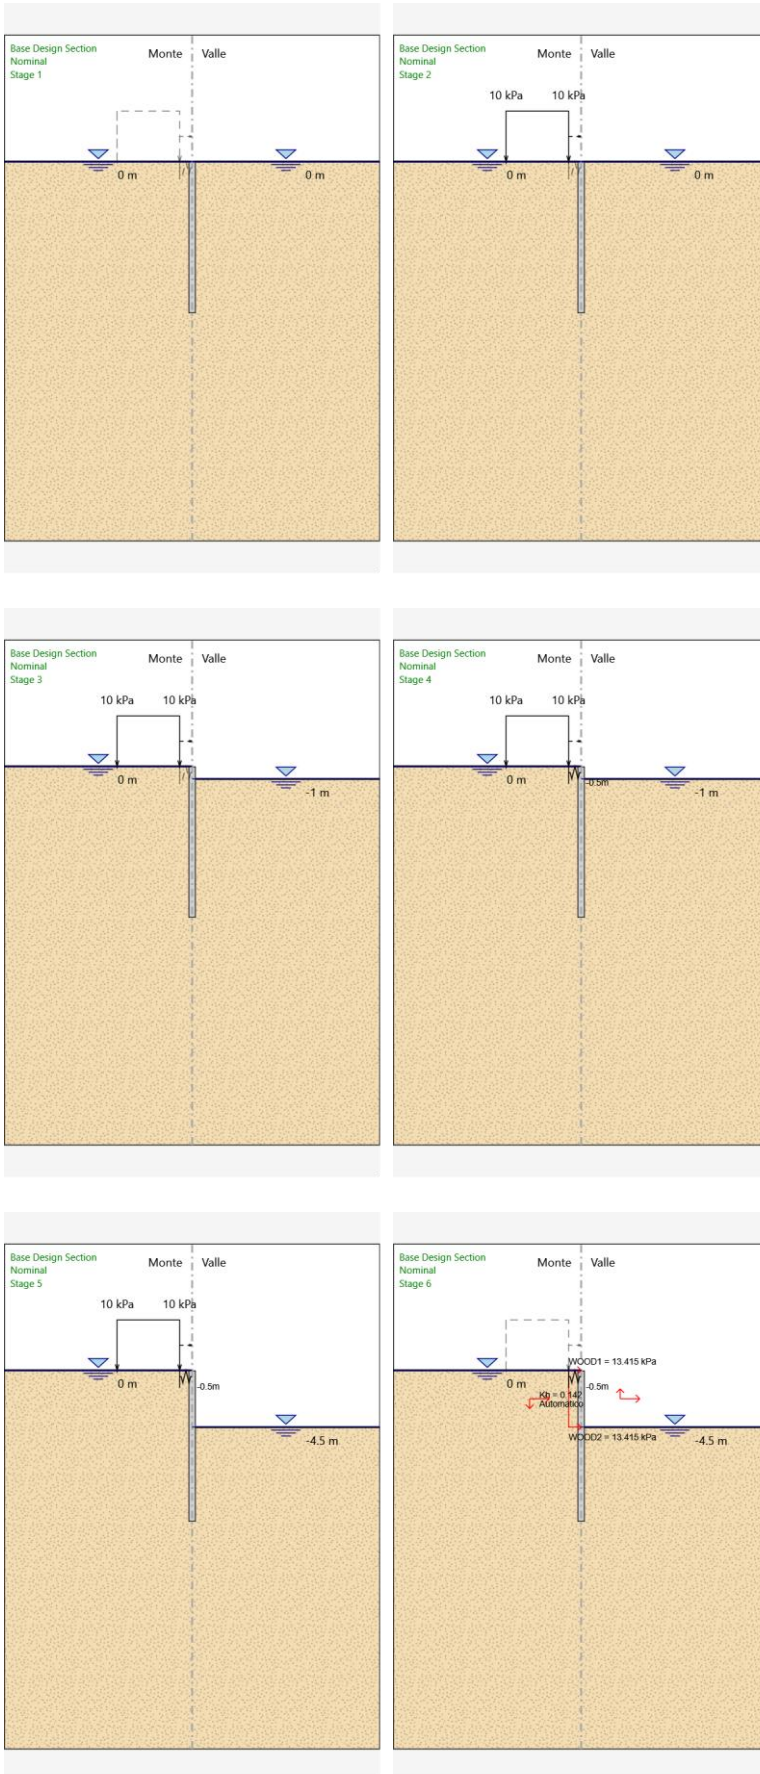 Base Design Section
Nominal
Stage 1
Monte
Valle
0 m
0 m
Base Design Section
Nominal
Stage 2
Monte
Valle
10 kPa
10 kPa
0 m
0 m
Base Design Section
Nominal
Stage 3
Monte
Valle
10 kPa
10 kPa
0 m
-1 m
Base Design Section
Nominal
Stage 4
Monte
Valle
10 kPa
10 kPa
0 m
-0.5m
-1 m
Base Design Section
Nominal
Stage 5
Monte
Valle
10 kPa
10 kPa
0 m
-0.5m
-4.5 m
Base Design Section
Nominal
Stage 6
Monte
Valle
WOOD1 = 13.415 kPa
0 m
-0.5m
Kh = 0.142
Automatico
WOOD2 = 13.415 kPa
-4.5 m